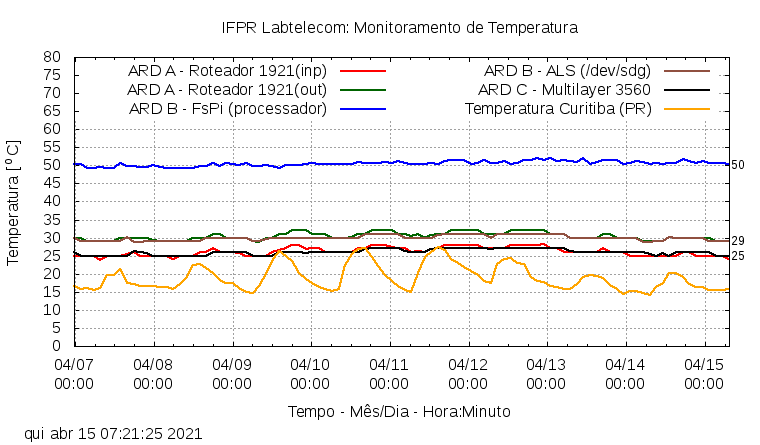 IFPR Labtelecom: Monitoramento de Temperatura
Temperatura [ºC]
80
75
70
65
60
55
50
45
40
35
30
25
20
15
10
5
0
ARD A - Roteador 1921(inp)
ARD A - Roteador 1921(out)
ARD B - FsPi (processador)
ARD B - ALS (/dev/sdg)
ARD C - Multilayer 3560
Temperatura Curitiba (PR)
50
29
25
04/07 04/08 04/09 04/10 04/11 04/12 04/13 04/14 04/15
00:00 00:00 00:00 00:00 00:00 00:00 00:00 00:00 00:00
Tempo - Mês/Dia - Hora:Minuto
qui abr 15 07:21:25 2021